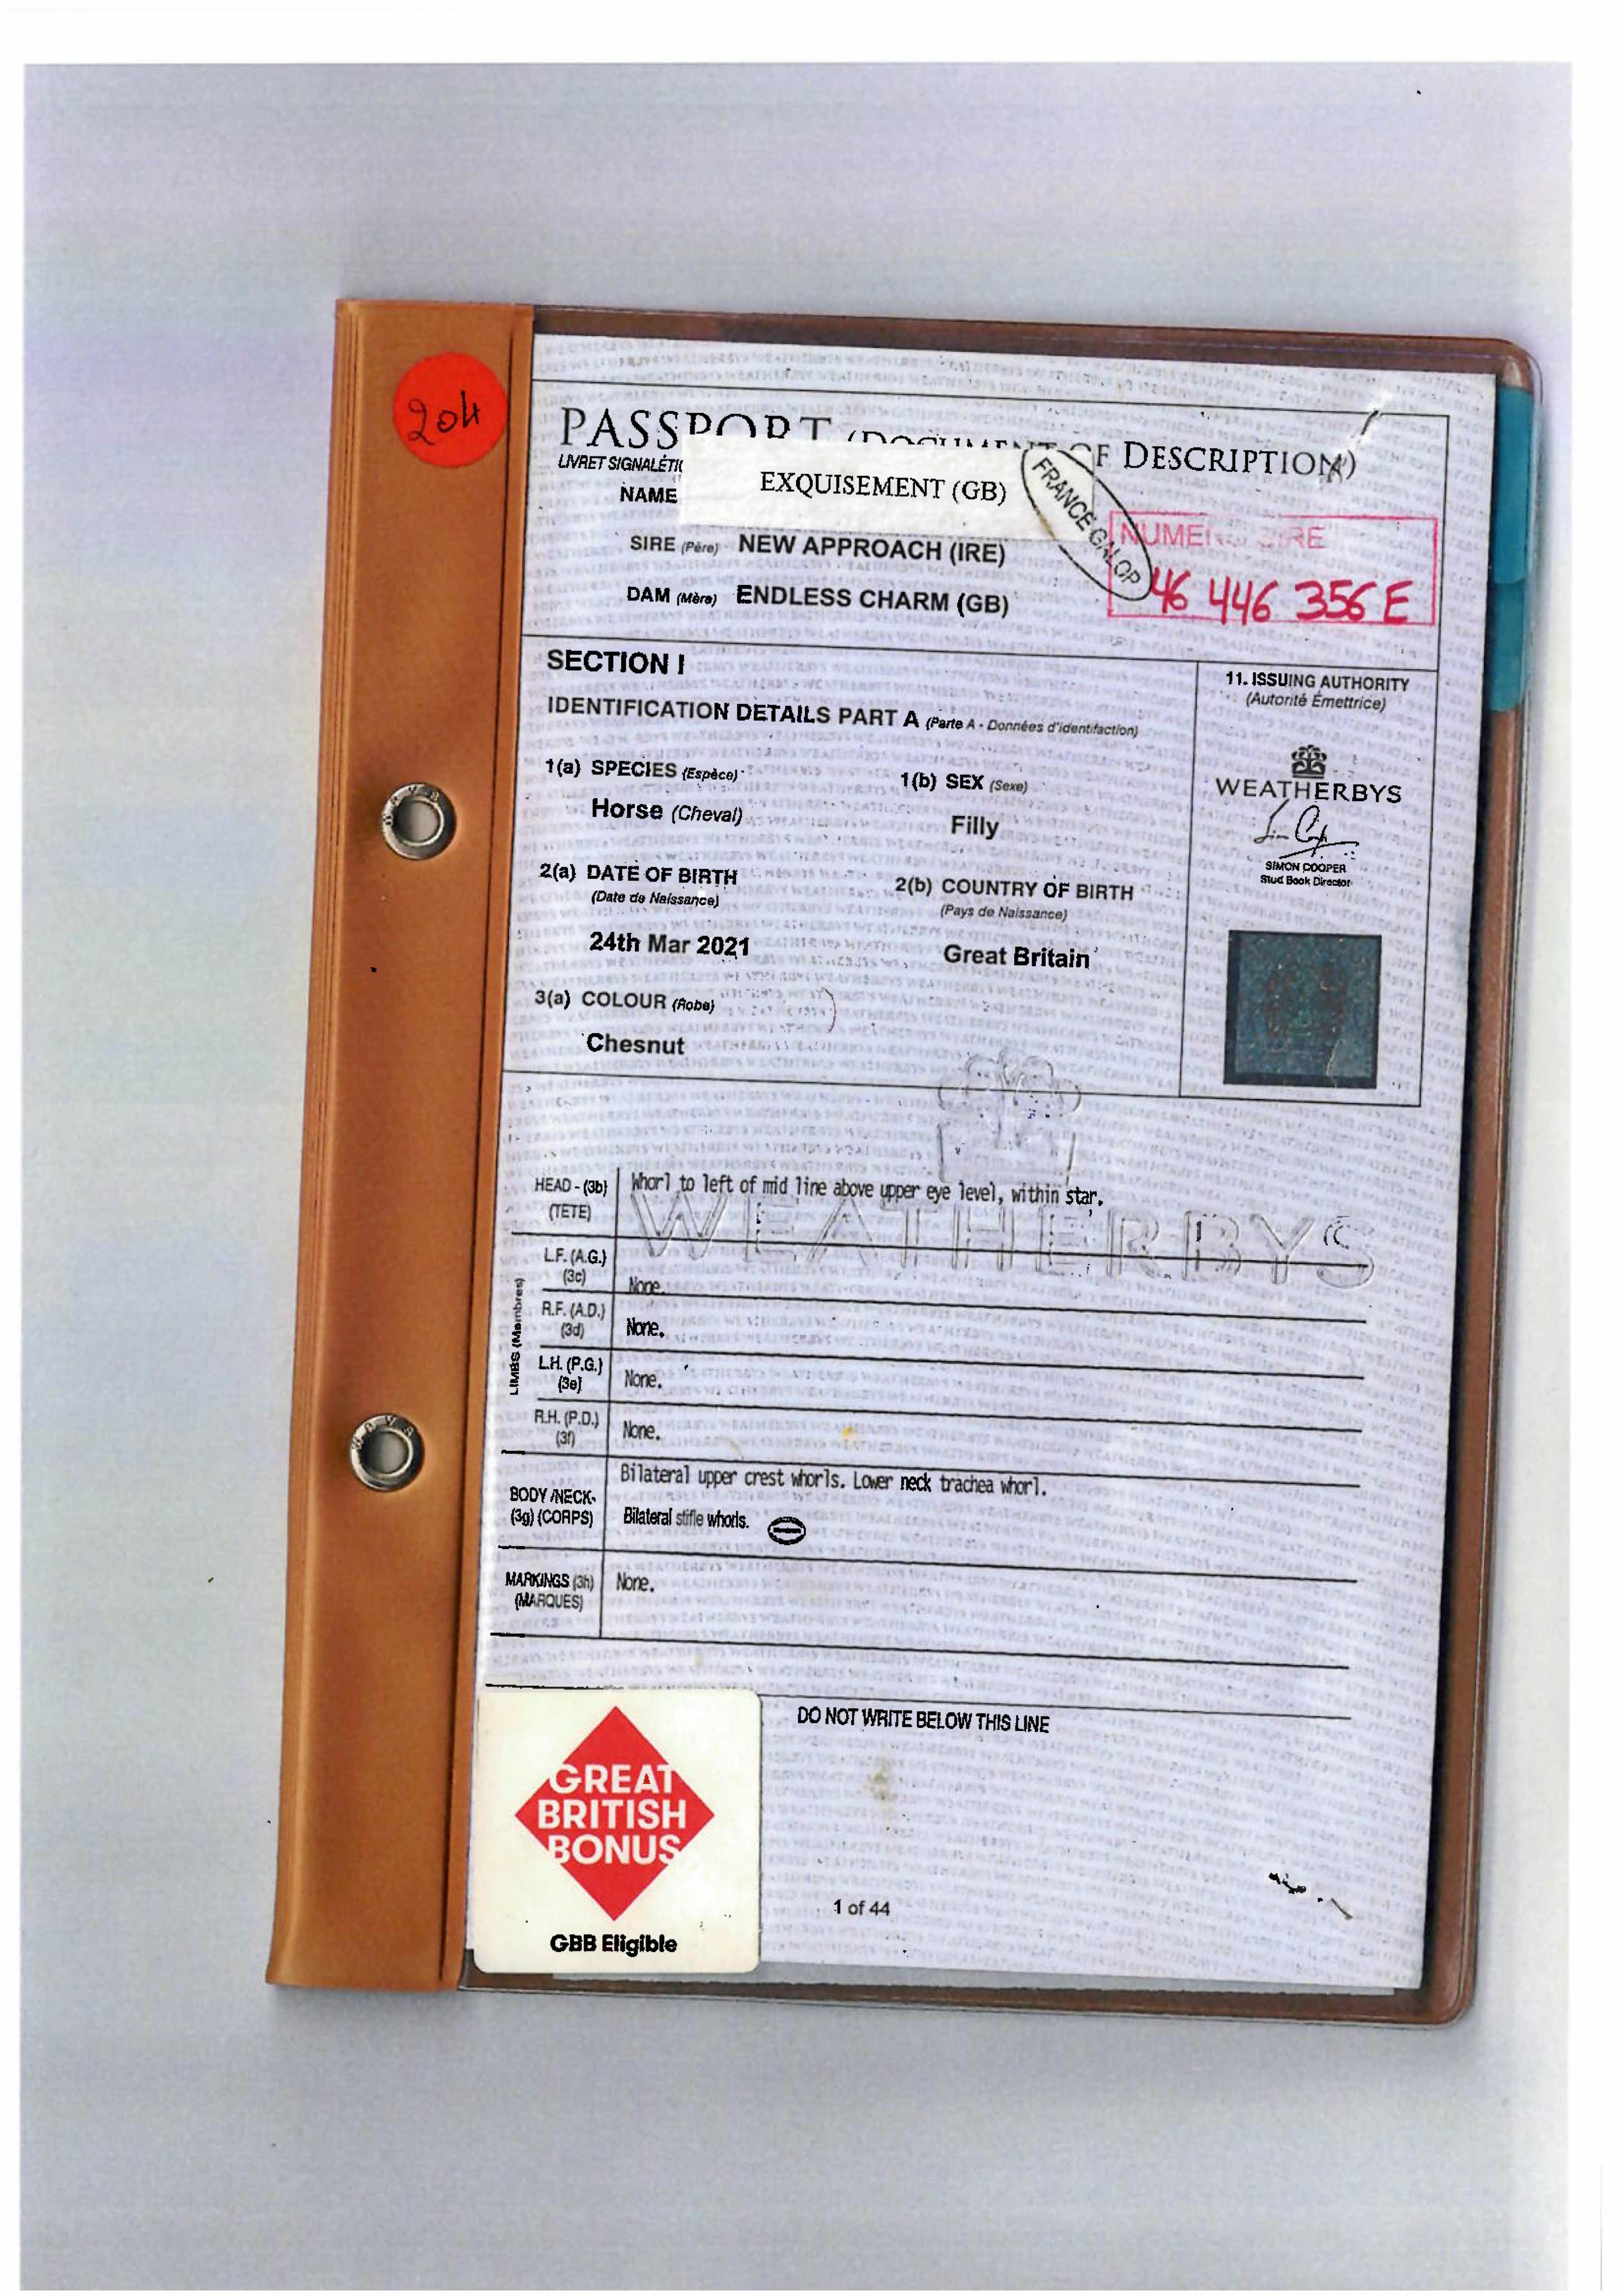 204
PASSPORT (DOCUMENT OF DESCRIPTION)
LIVRET SIGNALÉTI
NAME EXQUISEMENT (GB)
FRANCE GALOP
SIRE (Père) NEW APPROACH (IRE)
NUMERO SIRE
46 446 356 E
DAM (Mère) ENDLESS CHARM (GB)
SECTION I
IDENTIFICATION DETAILS PART A (Parte A - Données d'identifaction)
1(a) SPECIES (Espèce)
1(b) SEX (Sexe)
Horse (Cheval)
Filly
2(a) DATE OF BIRTH
(Date de Naissance)
2(b) COUNTRY OF BIRTH
(Pays de Naissance)
24th Mar 2021
Great Britain
3(a) COLOUR (Robe)
Chesnut
11. ISSUING AUTHORITY
(Autorité Émettrice)
WEATHERBYS
SIMON COOPER
Stud Book Director
HEAD - (3b)
(TETE)
Whorl to left of mid line above upper eye level, within star.
WEATHERBYS
LIMBS (Membres)
L.F. (A.G.)
(3c)
None.
R.F. (A.D.)
(3d)
None.
L.H. (P.G.)
(3e)
None.
R.H. (P.D.)
(3f)
None.
BODY/NECK-
(3g) (CORPS)
Bilateral upper crest whorls. Lower neck trachea whorl.
Bilateral stifle whorls.
MARKINGS (3h)
(MARQUES)
None.
DO NOT WRITE BELOW THIS LINE
GREAT
BRITISH
BONUS
GBB Eligible
1 of 44